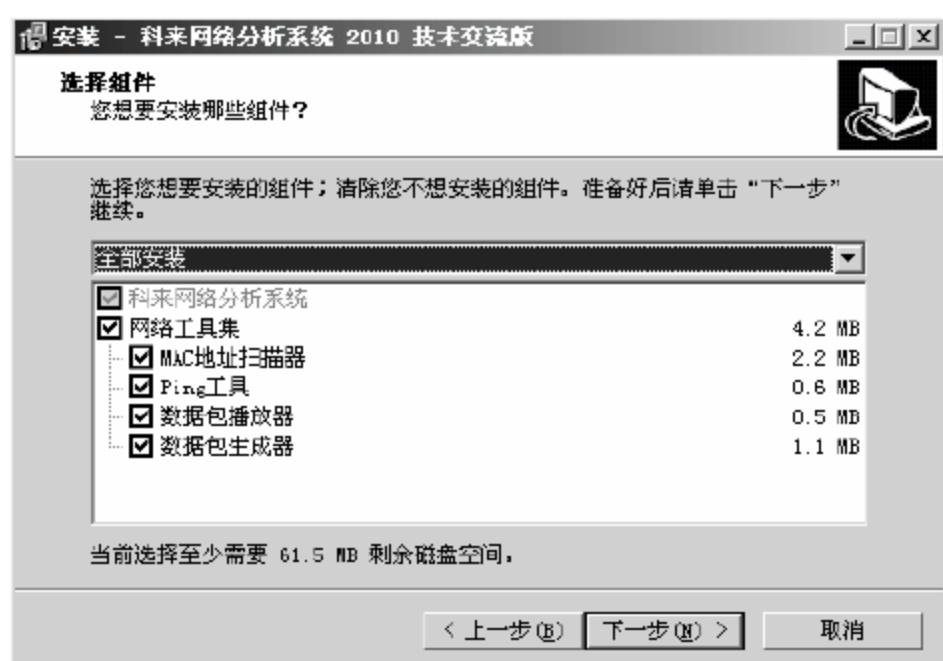 安装 - 科来网络分析系统 2010 技术交流版
选择组件
您想要安装哪些组件？
选择您想要安装的组件；清除您不想安装的组件。准备好后请单击“下一步”
继续。
全部安装
科来网络分析系统
网络工具集 4.2 MB
MAC地址扫描器 2.2 MB
Ping工具 0.6 MB
数据包播放器 0.5 MB
数据包生成器 1.1 MB
当前选择至少需要 61.5 MB 剩余磁盘空间。
< 上一步(B) 下一步(N) > 取消